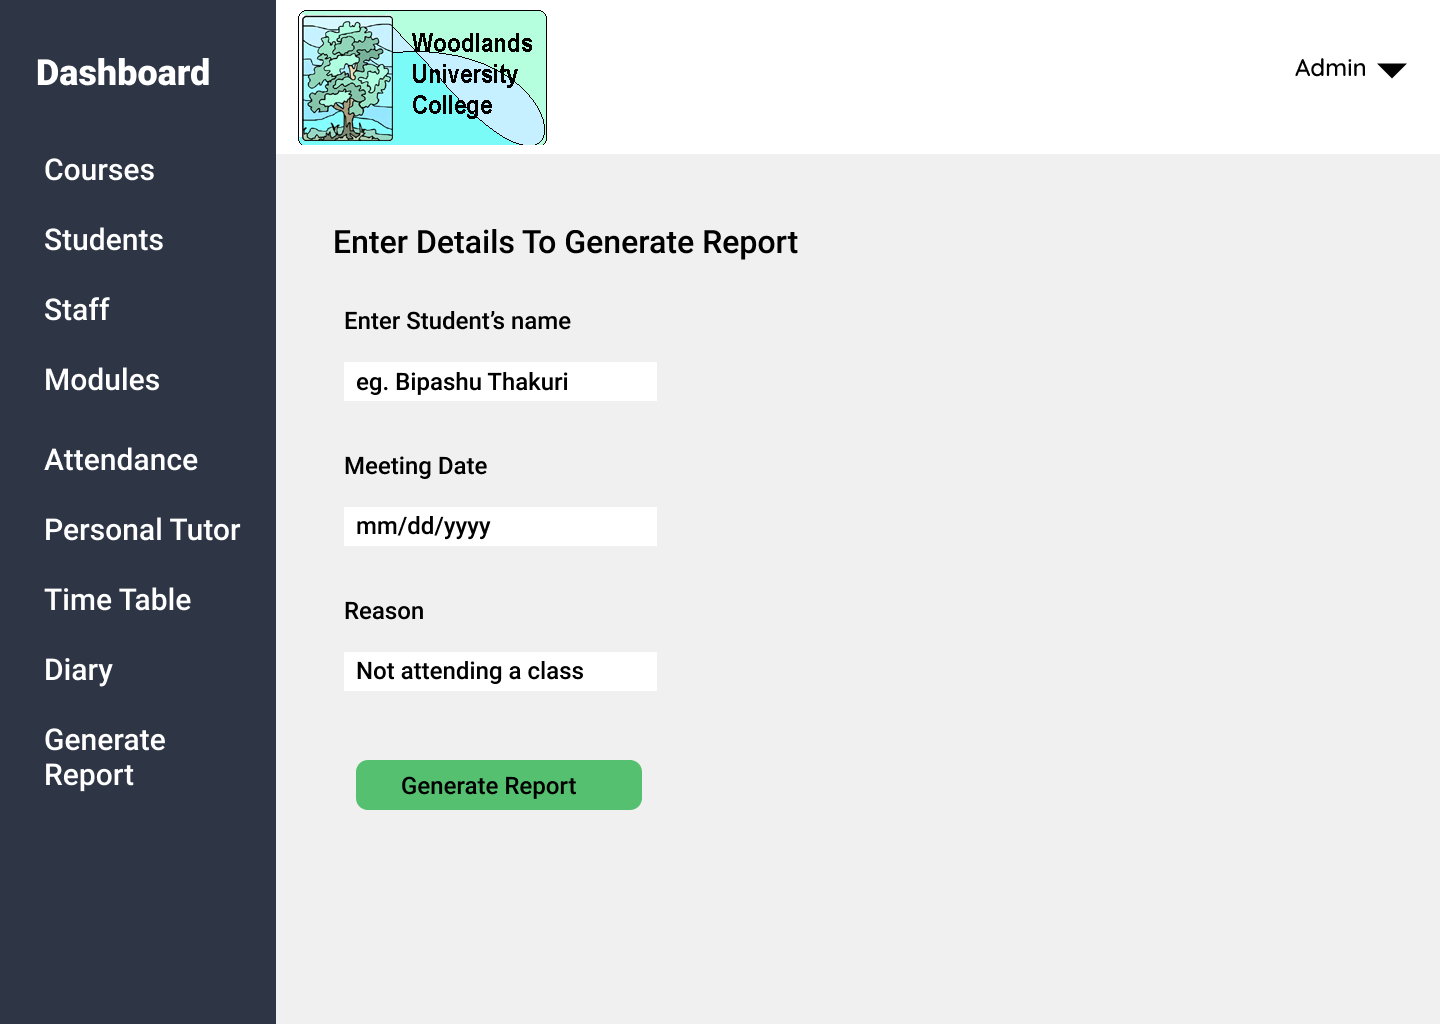 Dashboard
Courses
Students
Staff
Modules
Attendance
Personal Tutor
Time Table
Diary
Generate
Report
Woodlands
University
College
Admin
Enter Details To Generate Report
Enter Student’s name
eg. Bipashu Thakuri
Meeting Date
mm/dd/yyyy
Reason
Not attending a class
Generate Report